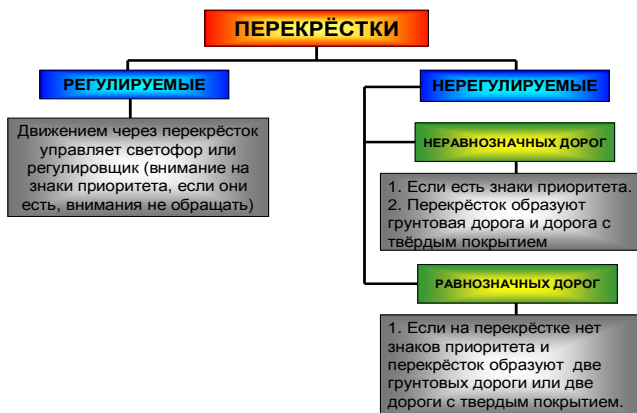 ПЕРЕКРЁСТКИ
РЕГУЛИРУЕМЫЕ
Движением через перекрёсток
управляет светофор или
регулировщик (внимание на
знаки приоритета, если они
есть, внимания не обращать)
НЕРЕГУЛИРУЕМЫЕ
НЕРАВНОЗНАЧНЫХ ДОРОГ
1. Если есть знаки приоритета.
2. Перекрёсток образуют
грунтовая дорога и дорога с
твёрдым покрытием
РАВНОЗНАЧНЫХ ДОРОГ
1. Если на перекрёстке нет
знаков приоритета и
перекрёсток образуют две
грунтовых дороги или две
дороги с твердым покрытием.